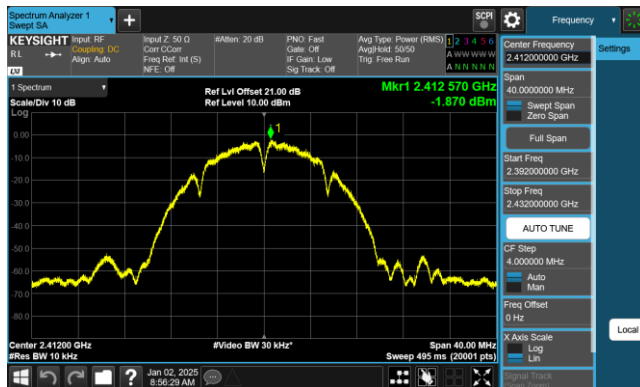 Spectrum Analyzer 1
Swept SA
+
SCPI
Frequency
KEYSIGHT
Input: RF
Input Z: 50 Ω
#Atten: 20 dB
PNO: Fast
Avg Type: Power (RMS)
1 2 3 4 5 6
RL
Coupling: DC
Corr CCorr
Gate: Off
Avg|Hold: 50/50
A W W W W W
Align: Auto
Freq Ref: Int (S)
IF Gain: Low
Trig: Free Run
NFE: Off
Sig Track: Off
A N N N N N
LM
1 Spectrum
Ref Lvl Offset 21.00 dB
Mkr1 2.412 570 GHz
Scale/Div 10 dB
Ref Level 10.00 dBm
-1.870 dBm
Log
1
0.00
-10.0
-20.0
-30.0
-40.0
-50.0
-60.0
-70.0
-80.0
Center 2.41200 GHz
#Video BW 30 kHz*
Span 40.00 MHz
#Res BW 10 kHz
Sweep 495 ms (20001 pts)
?
Jan 02, 2025
8:56:29 AM
Center Frequency
2.412000000 GHz
Settings
Span
40.0000000 MHz
Swept Span
Zero Span
Full Span
Start Freq
2.392000000 GHz
Stop Freq
2.432000000 GHz
AUTO TUNE
CF Step
4.000000 MHz
Auto
Man
Freq Offset
0 Hz
Local
X Axis Scale
Log
Lin
Signal Track